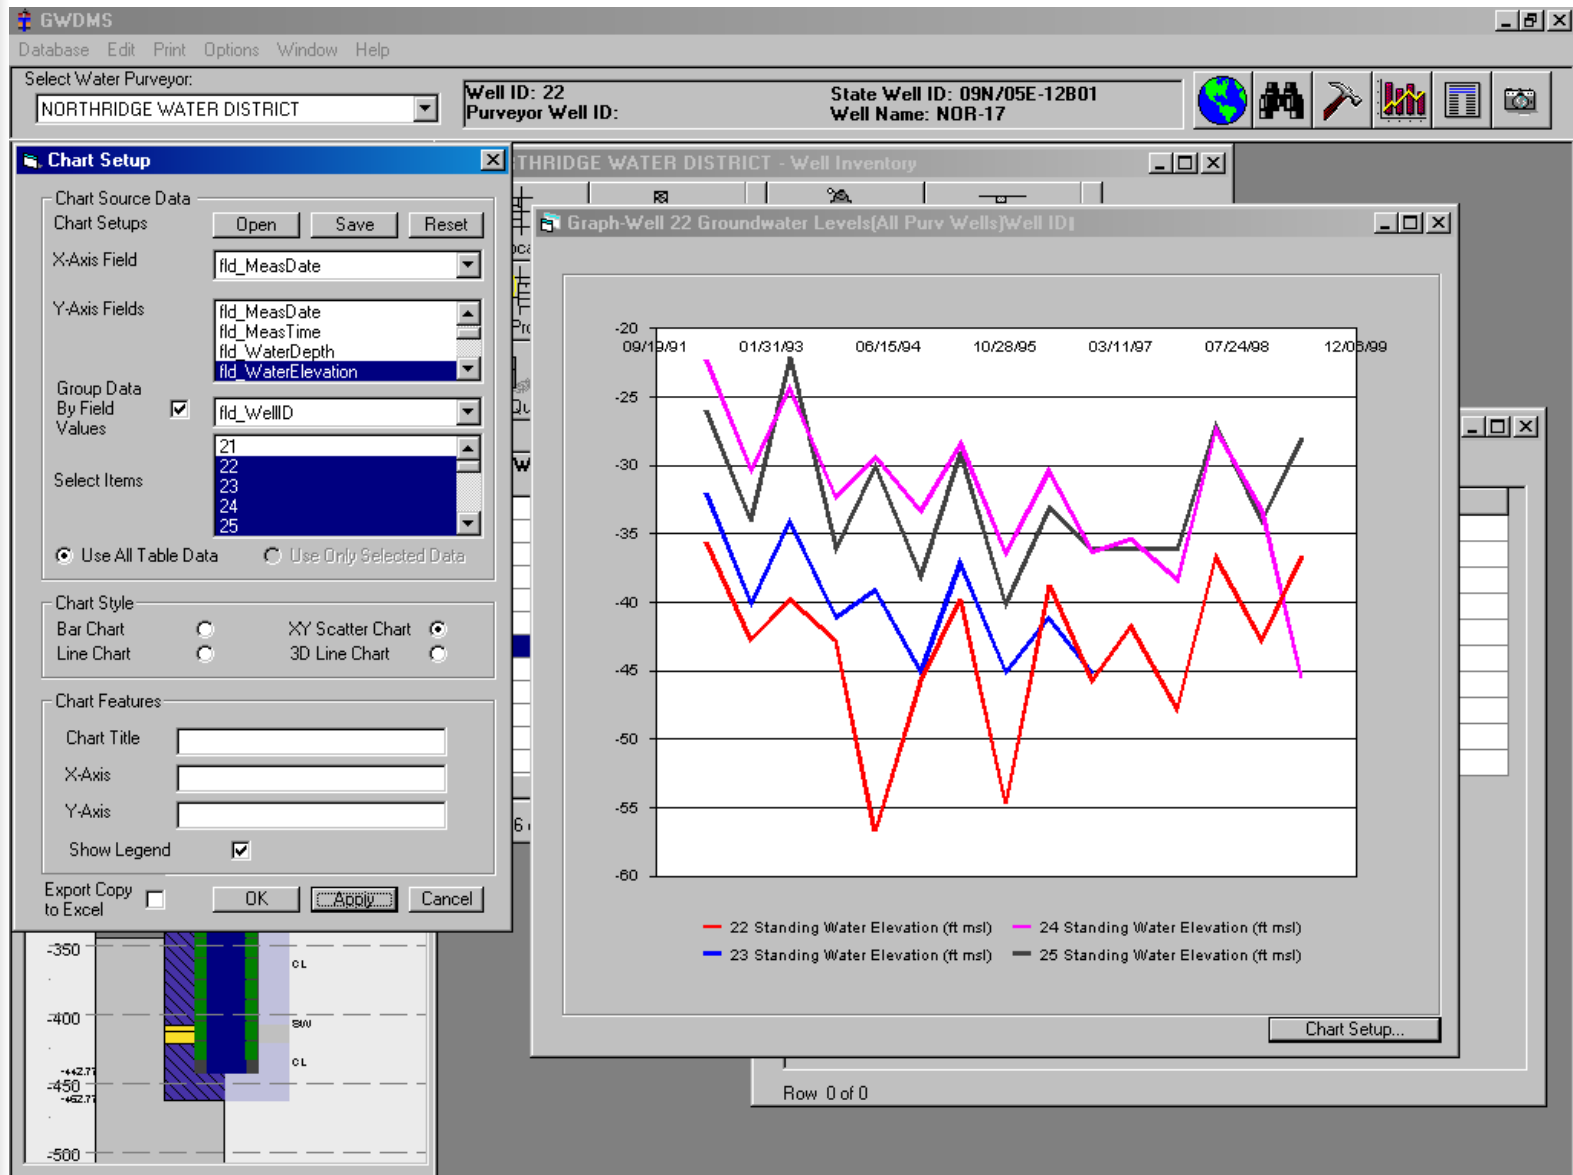 GWDMS
Database Edit Print Options Window Help
Select Water Purveyor:
NORTHRIDGE WATER DISTRICT
Well ID: 22
State Well ID: 09N/05E-12B01
Purveyor Well ID:
Well Name: NOR-17
Chart Setup
Chart Source Data
Chart Setups
Open
Save
Reset
X-Axis Field
fld_MeasDate
Y-Axis Fields
fld_MeasDate
fld_MeasTime
fld_WaterDepth
fld_WaterElevation
Group Data
By Field
Values
fld_WellID
Select Items
21
22
23
24
25
Use All Table Data
Use Only Selected Data
Chart Style
Bar Chart
XY Scatter Chart
Line Chart
3D Line Chart
Chart Features
Chart Title
X-Axis
Y-Axis
Show Legend
Export Copy
to Excel
OK
Apply
Cancel
THRIDGE WATER DISTRICT - Well Inventory
Graph-Well 22 Groundwater Levels(All Purv Wells)Well ID
-20
09/19/91 01/31/93 06/15/94 10/28/95 03/11/97 07/24/98 12/06/99
-25
-30
-35
-40
-45
-50
-55
-60
22 Standing Water Elevation (ft msl)
24 Standing Water Elevation (ft msl)
23 Standing Water Elevation (ft msl)
25 Standing Water Elevation (ft msl)
Chart Setup...
Row 0 of 0
-350
CL
-400
SW
CL
-442.77
-450
-462.77
-500